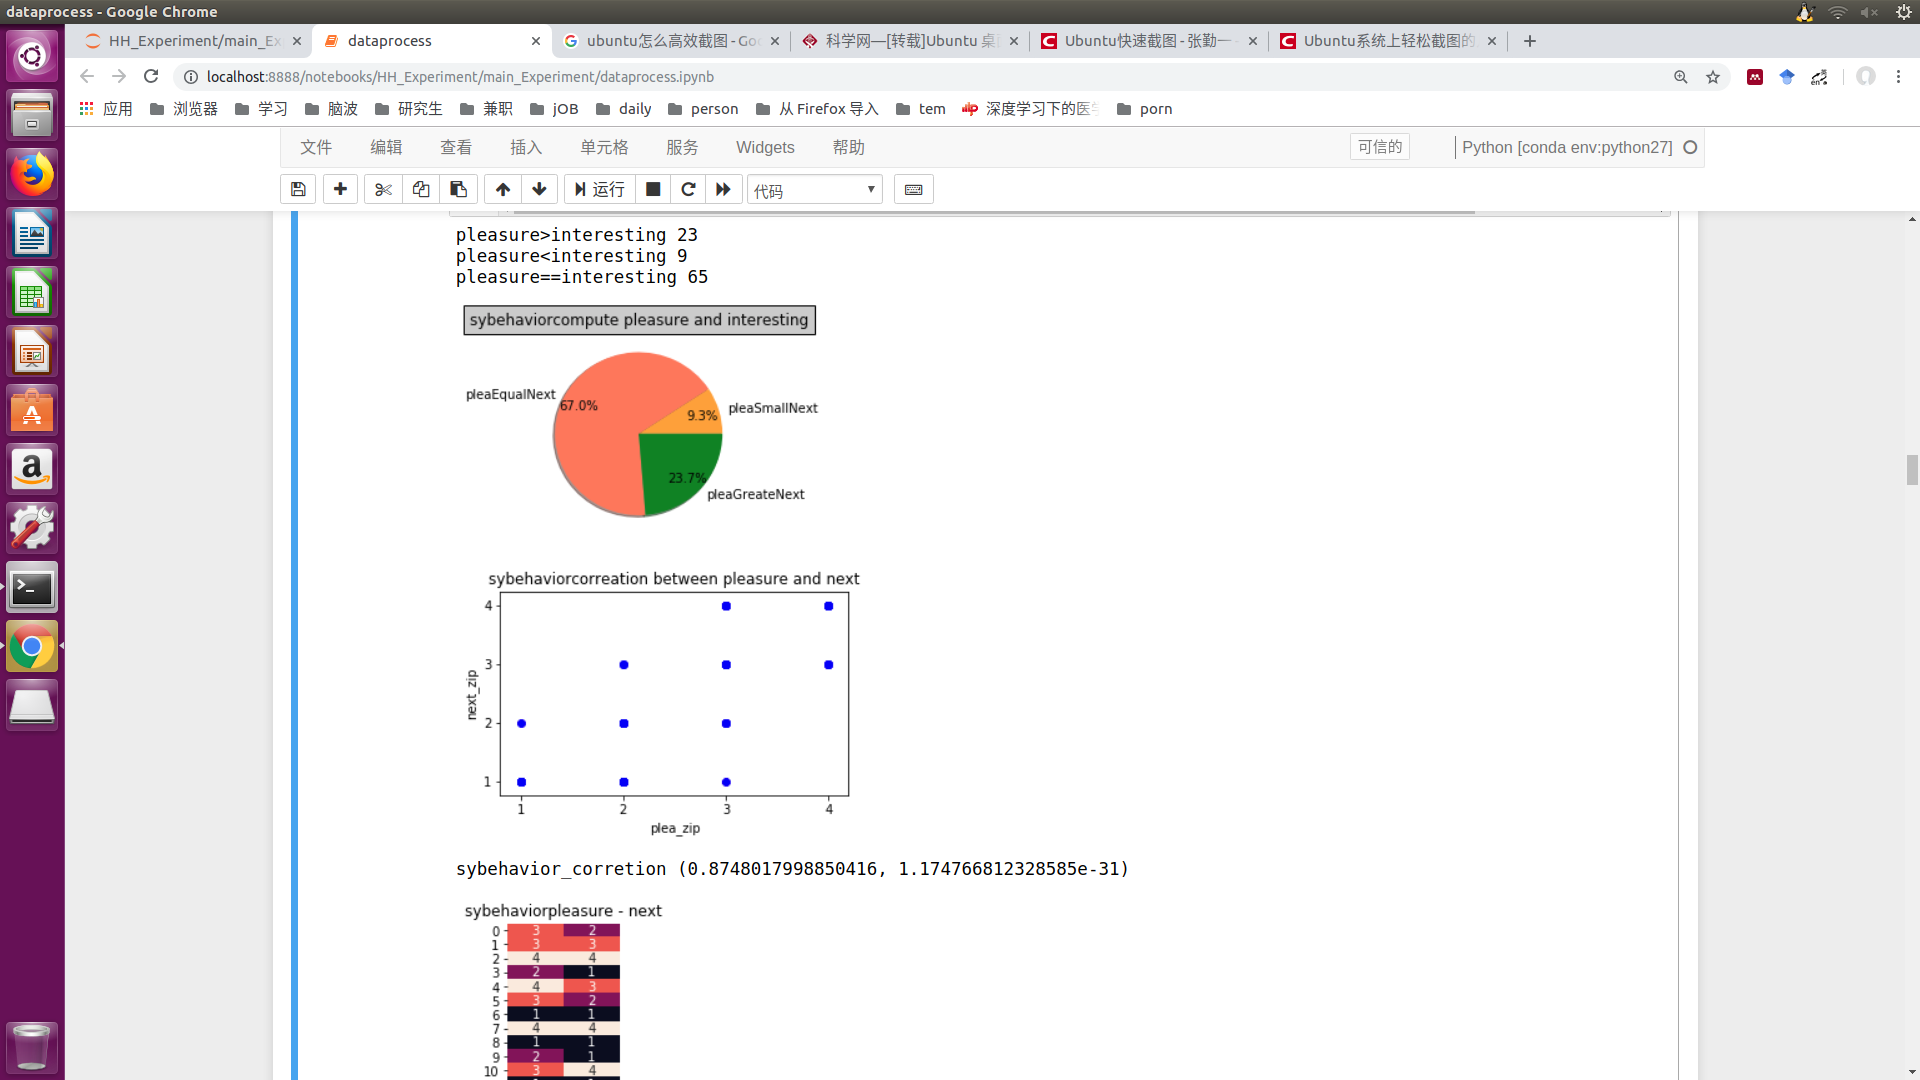 dataprocess - Google Chrome
HH_Experiment/main_Ex
dataprocess
ubuntu怎么高效截图 - Goo
科学网—[转载]Ubuntu 桌面
Ubuntu快速截图 - 张勤一 -
Ubuntu系统上轻松截图的
localhost:8888/notebooks/HH_Experiment/main_Experiment/dataprocess.ipynb
应用 浏览器 学习 脑波 研究生 兼职 jOB daily person 从 Firefox 导入 tem 深度学习下的医学 porn
文件 编辑 查看 插入 单元格 服务 Widgets 帮助 可信的 Python [conda env:python27]
运行 代码
pleasure>interesting 23
pleasure<interesting 9
pleasure==interesting 65
sybehaviorcompute pleasure and interesting
pleaEqualNext
67.0%
pleaSmallNext
9.3%
23.7%
pleaGreateNext
sybehaviorcorreation between pleasure and next
4
3
next_zip
2
1
1 2 3 4
plea_zip
sybehavior_corretion (0.8748017998850416, 1.174766812328585e-31)
sybehaviorpleasure - next
0 3 2
1 3 3
2 4 4
3 2 1
4 4 3
5 3 2
6 1 1
7 4 4
8 1 1
9 2 1
10 3 4